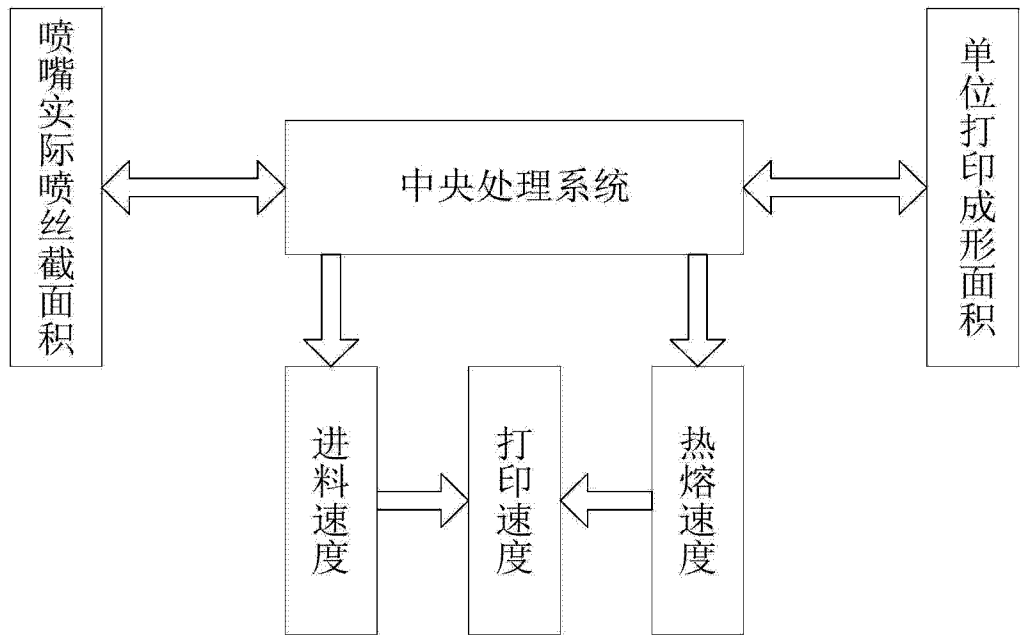 喷嘴实际喷丝截面积
中央处理系统
单位打印成形面积
进料速度
打印速度
热熔速度